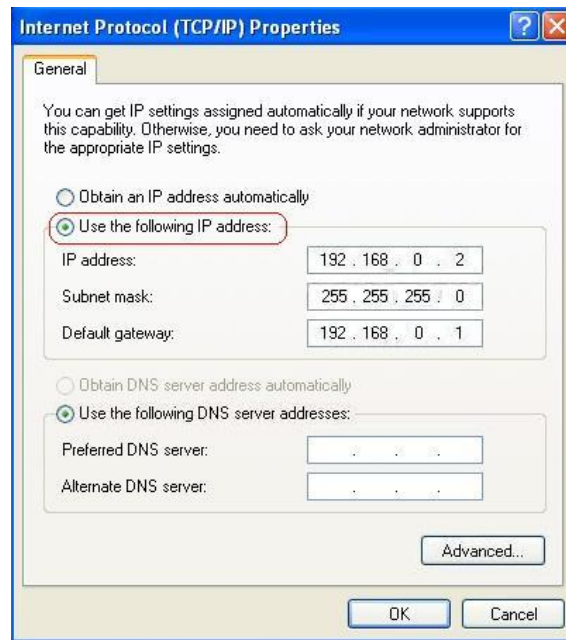 Internet Protocol (TCP/IP) Properties
General
You can get IP settings assigned automatically if your network supports
this capability. Otherwise, you need to ask your network administrator for
the appropriate IP settings.
Obtain an IP address automatically
Use the following IP address:
IP address: 192 . 168 . 0 . 2
Subnet mask: 255 . 255 . 255 . 0
Default gateway: 192 . 168 . 0 . 1
Obtain DNS server address automatically
Use the following DNS server addresses:
Preferred DNS server: . . .
Alternate DNS server: . . .
Advanced...
OK Cancel